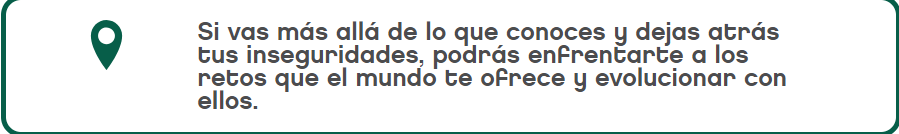 Si vas más allá de lo que conoces y dejas atrás
tus inseguridades, podrás enfrentarte a los
retos que el mundo te ofrece y evolucionar con
ellos.